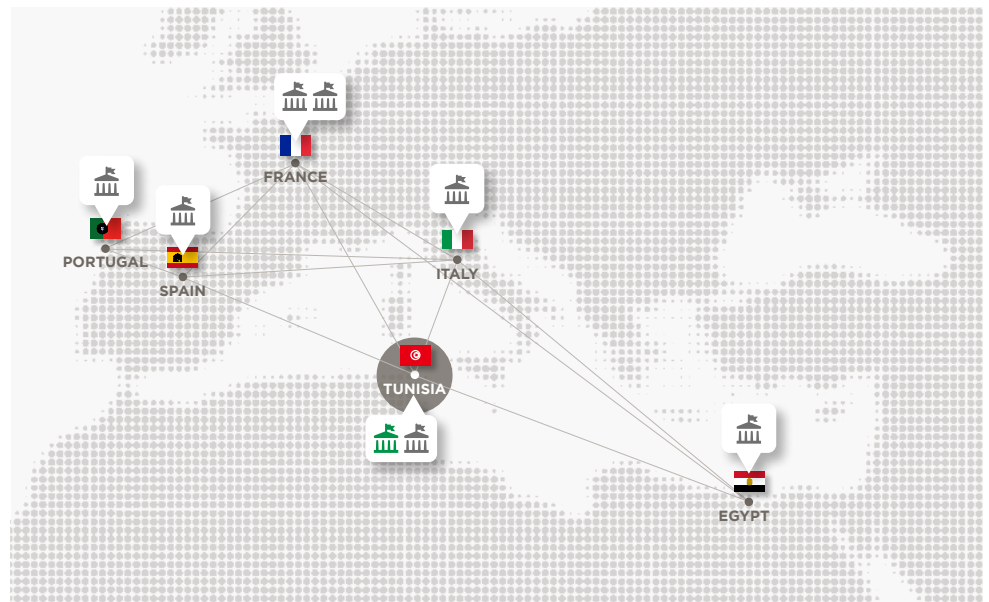 FRANCE
PORTUGAL
ITALY
SPAIN
TUNISIA
EGYPT